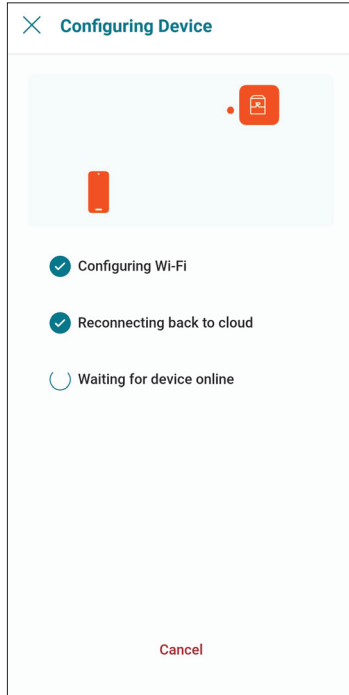 Configuring Device
Configuring Wi-Fi
Reconnecting back to cloud
Waiting for device online
Cancel